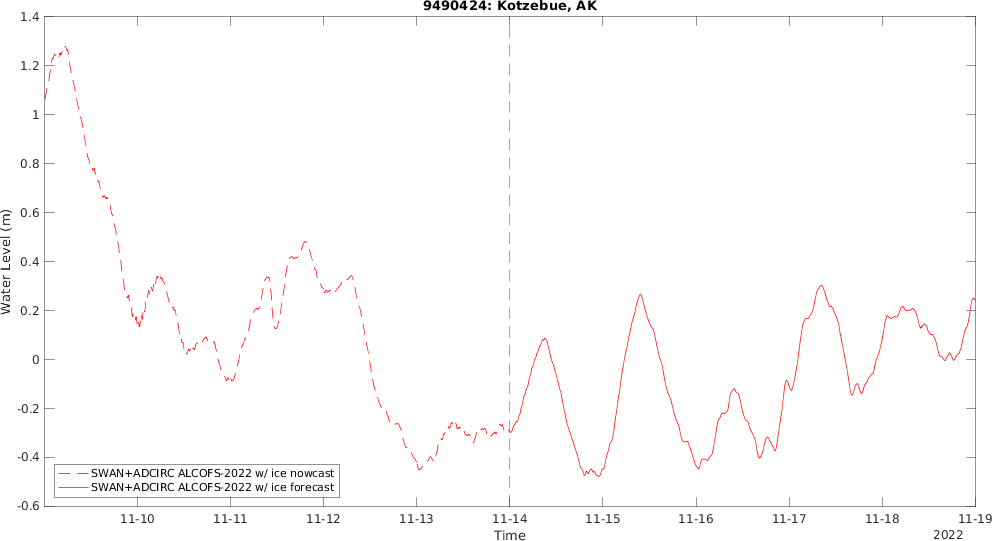 9490424: Kotzebue, AK
1.4
1.2
1
0.8
0.6
0.4
0.2
0
-0.2
-0.4
-0.6
Water Level (m)
SWAN+ADCIRC ALCOFS-2022 w/ ice nowcast
SWAN+ADCIRC ALCOFS-2022 w/ ice forecast
11-10 11-11 11-12 11-13 11-14 11-15 11-16 11-17 11-18 11-19
Time
2022